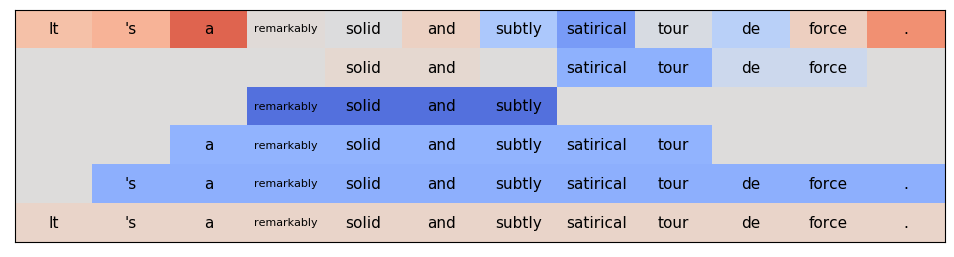 It 's a remarkably solid and subtly satirical tour de force .
solid and satirical tour de force
remarkably solid and subtly
a remarkably solid and subtly satirical tour
's a remarkably solid and subtly satirical tour de force .
It 's a remarkably solid and subtly satirical tour de force .